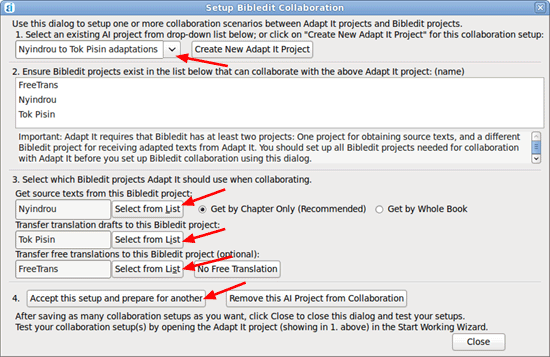 Setup Bibledit Collaboration
Use this dialog to setup one or more collaboration scenarios between Adapt It projects and Bibledit projects.
1. Select an existing AI project from drop-down list below; or click on "Create New Adapt It Project" for this collaboration setup:
Nyindrou to Tok Pisin adaptations Create New Adapt It Project
2. Ensure Bibledit projects exist in the list below that can collaborate with the above Adapt It project: (name)
FreeTrans
Nyindrou
Tok Pisin
Important: Adapt It requires that Bibledit has at least two projects: One project for obtaining source texts, and a different
Bibledit project for receiving adapted texts from Adapt It. You should set up all Bibledit projects needed for collaboration
with Adapt It before you set up Bibledit collaboration using this dialog.
3. Select which Bibledit projects Adapt It should use when collaborating.
Get source texts from this Bibledit project:
Nyindrou Select from List Get by Chapter Only (Recommended) Get by Whole Book
Transfer translation drafts to this Bibledit project:
Tok Pisin Select from List
Transfer free translations to this Bibledit project (optional):
FreeTrans Select from List No Free Translation
4. Accept this setup and prepare for another Remove this AI Project from Collaboration
After saving as many collaboration setups as you want, click Close to close this dialog and test your setups.
Test your collaboration setup(s) by opening the Adapt It project (showing in 1. above) in the Start Working Wizard.
Close